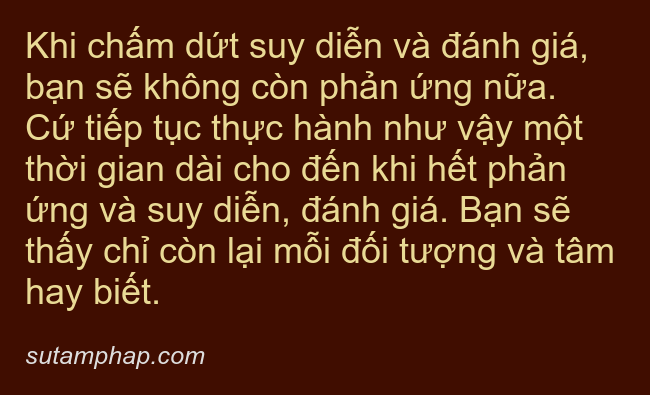 Khi chấm dứt suy diễn và đánh giá,
bạn sẽ không còn phản ứng nữa.
Cứ tiếp tục thực hành như vậy một
thời gian dài cho đến khi hết phản
ứng và suy diễn, đánh giá. Bạn sẽ
thấy chỉ còn lại mỗi đối tượng và tâm
hay biết.
sutamphap.com